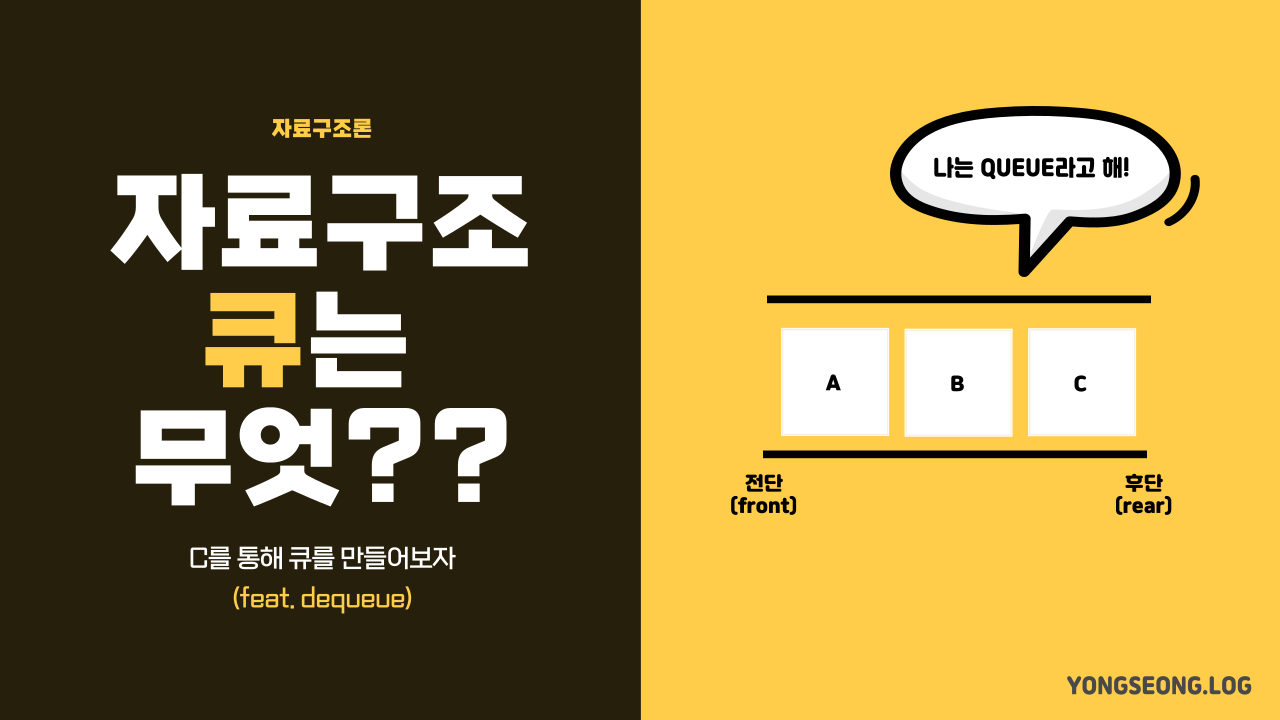 자료구조론
자료구조
큐는
무엇??
C를 통해 큐를 만들어보자
(feat. dequeue)
나는 QUEUE라고 해!
A
B
C
전단
(front)
후단
(rear)
YONGSEONG.LOG